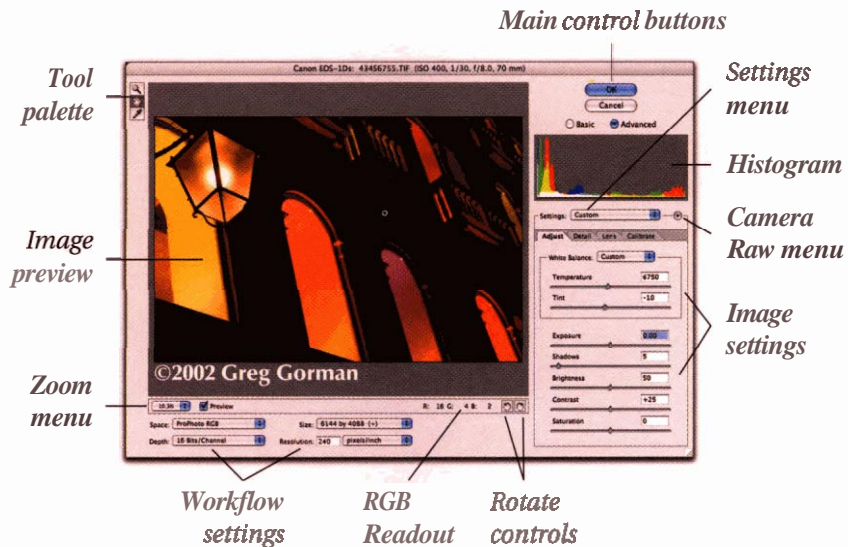 Main control buttons
Tool
palette
Canon EOS-1Ds: 43456755.TIF (ISO 400, 1/30, f/8.0, 70 mm)
Settings
menu
OK
Cancel
Basic Advanced
Histogram
Settings: Custom
Camera
Raw menu
Adjust Detail Lens Calibrate
Image
preview
White Balance: Custom
Temperature 6750
Tint -10
Image
settings
Exposure 0.00
Shadows 5
Brightness 50
Contrast +25
Saturation 0
©2002 Greg Gorman
Zoom
menu
Preview R: 16 G: 4 B: 2
Space: ProPhoto RGB Size: 6144 by 4088 (+)
Depth: 16 Bits/Channel Resolution: 240 pixels/inch
Workflow
settings
RGB
Readout
Rotate
controls